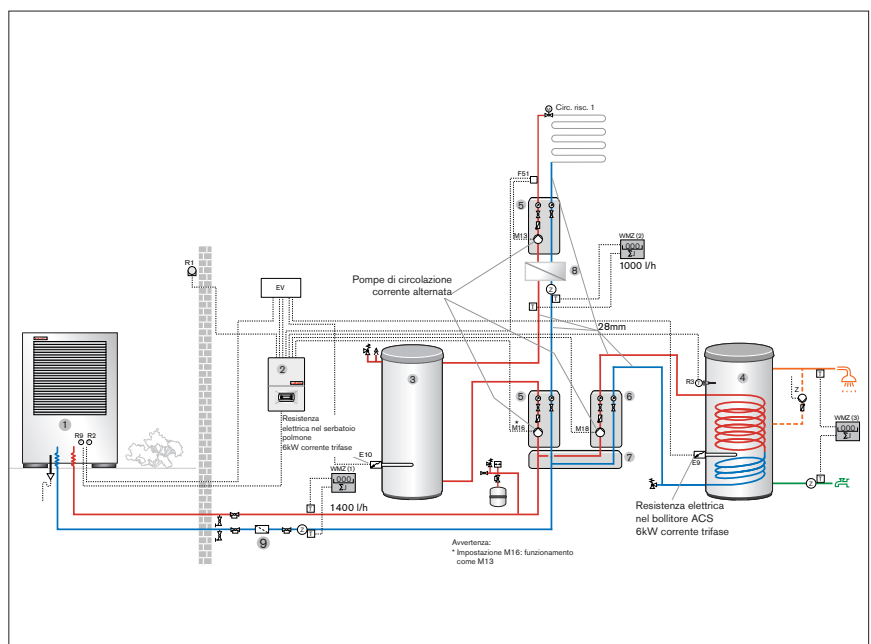 Circ. risc. 1
F51
5
M13
WMZ (2)
000
Σ J
1000 l/h
8
Z
T
T
R1
EV
Pompe di circolazione
corrente alternata
28mm
2
3
4
R3
Z
T
WMZ (3)
000
Σ J
T
Z
1
R9 R2
Resistenza
elettrica nel serbatoio
polmone
6kW corrente trifase
5
6
*
M16
M18
7
E10
E9
WMZ (1)
000
Σ J
T
1400 l/h
Resistenza elettrica
nel bollitore ACS
6kW corrente trifase
9
Z
T
Avvertenza:
* Impostazione M16: funzionamento
come M13